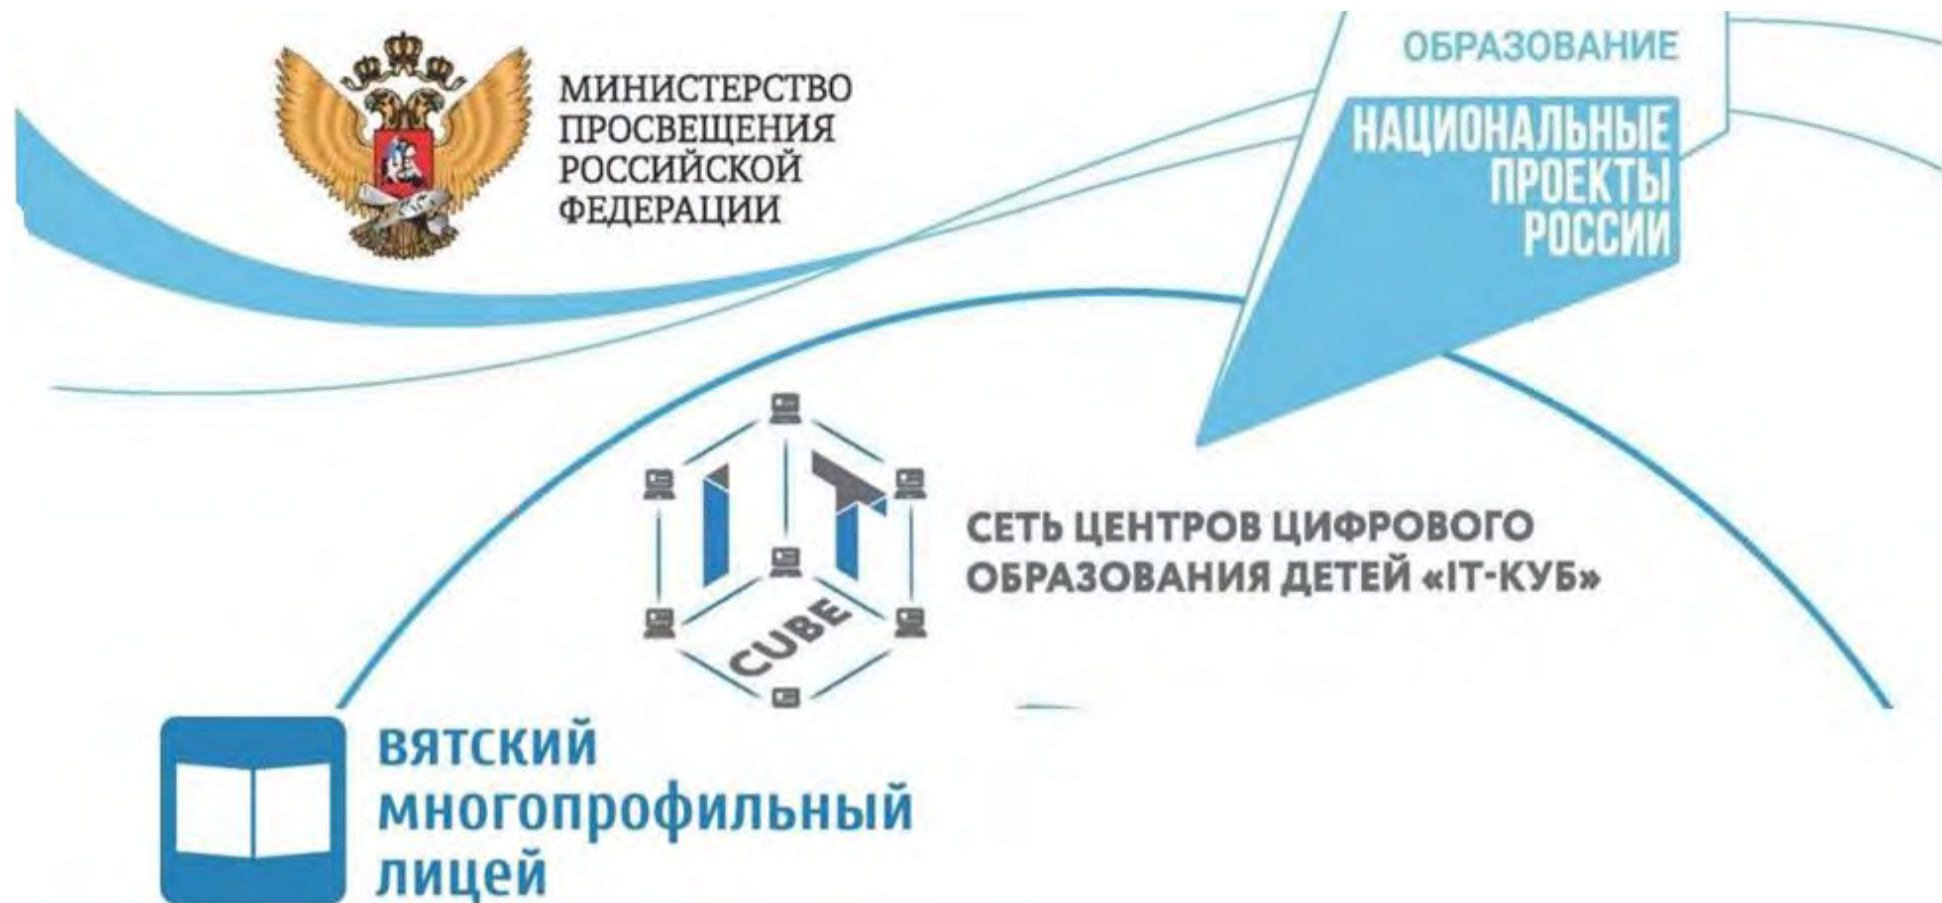 МИНИСТЕРСТВО
ПРОСВЕЩЕНИЯ
РОССИЙСКОЙ
ФЕДЕРАЦИИ
ОБРАЗОВАНИЕ
НАЦИОНАЛЬНЫЕ
ПРОЕКТЫ
РОССИИ
IT
CUBE
СЕТЬ ЦЕНТРОВ ЦИФРОВОГО
ОБРАЗОВАНИЯ ДЕТЕЙ «IT-КУБ»
ВЯТСКИЙ
МНОГОПРОФИЛЬНЫЙ
ЛИЦЕЙ